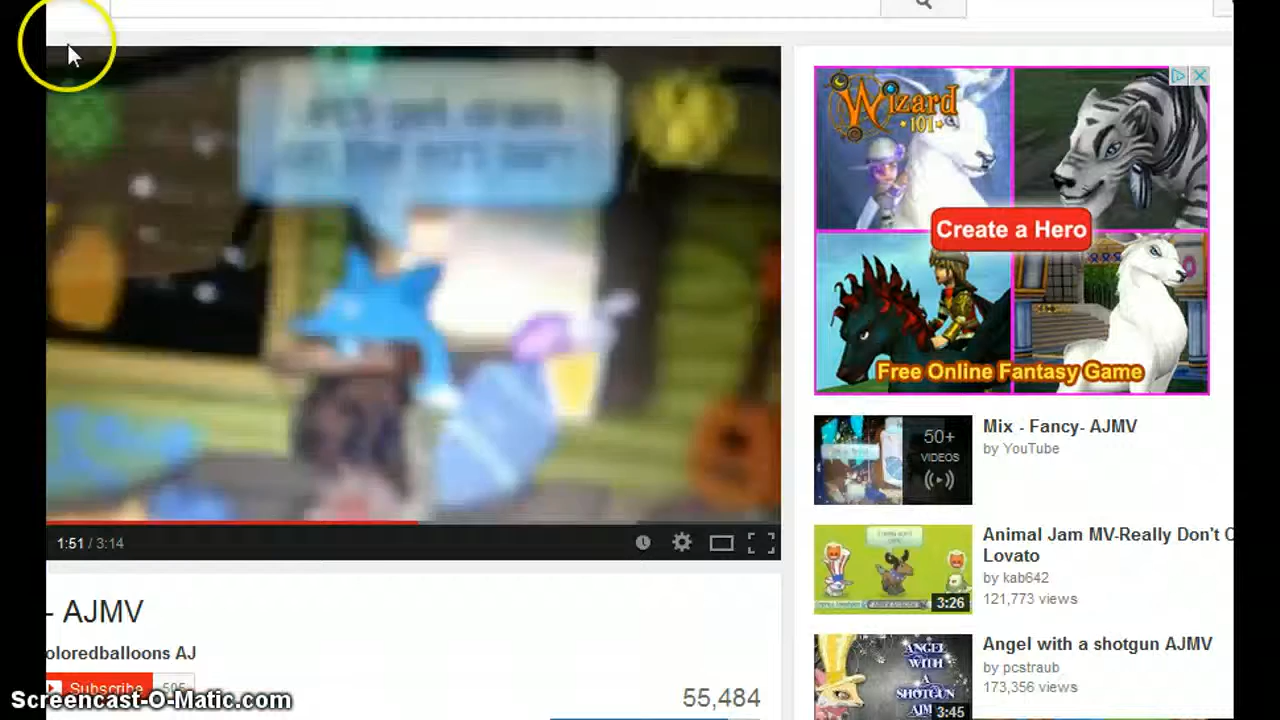 Wizard
101
Create a Hero
Free Online Fantasy Game
50+
VIDEOS
Mix - Fancy- AJMV
by YouTube
Animal Jam MV-Really Don't
Lovato
by kab642
121,773 views
3:26
ANGEL
WITH
A
SHOTGUN
Angel with a shotgun AJMV
by pcstraub
173,356 views
3:45
1:51 / 3:14
- AJMV
oloredballoons AJ
Subscribe
55,484
Screencast-O-Matic.com